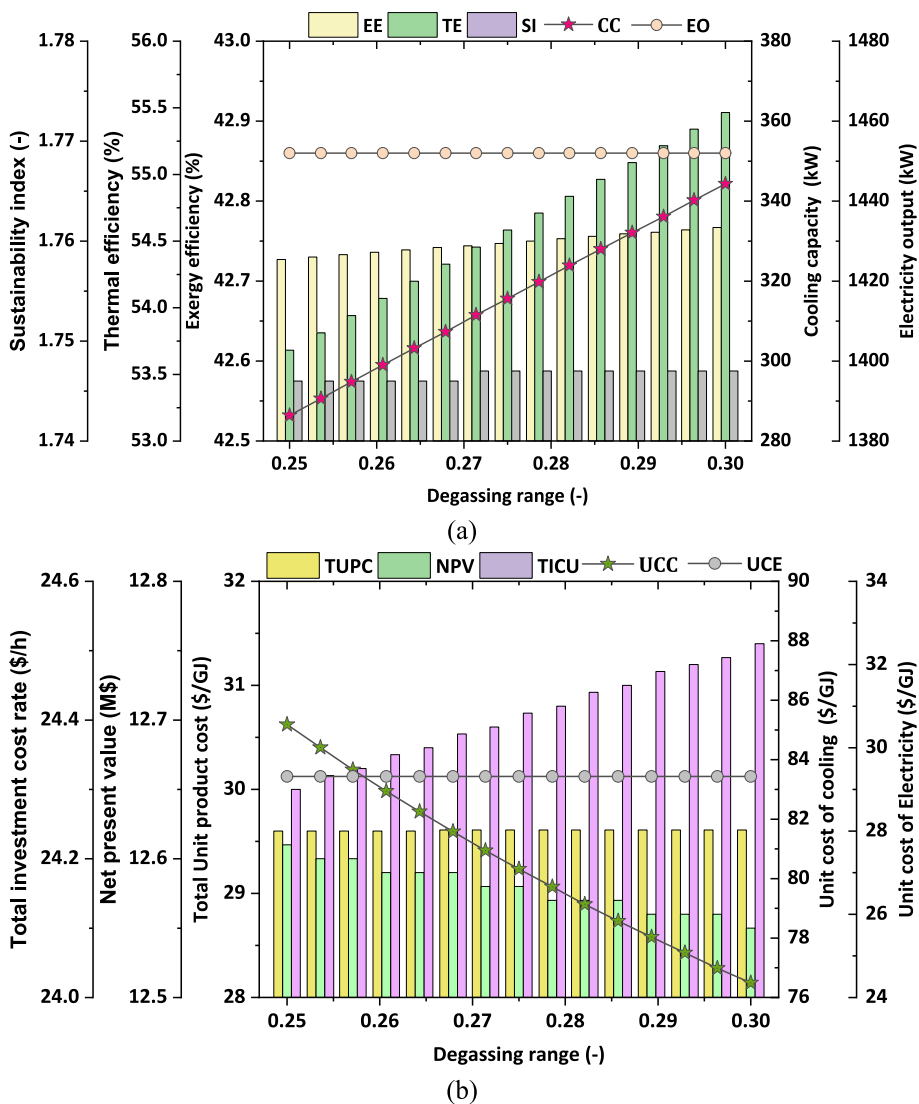 EE TE SI CC EO
1.78 56.0 43.0 380 1480
55.5
42.9 360 1460
1.77 55.0
42.8 340 1440
54.5
1.76 42.7 320 1420
54.0
1.75 42.6 300 1400
53.5
1.74 53.0 42.5 280 1380
Sustainability index (-)
Thermal efficiency (%)
Exergy efficiency (%)
Cooling capacity (kW)
Electricity output (kW)
0.25 0.26 0.27 0.28 0.29 0.30
Degassing range (-)
(a)
TUPC NPV TICU UCC UCE
24.6 12.8 32 90 34
88
31 32
86
24.4 12.7 30
84
30
82
28
24.2 12.6 80
29 26
78
24.0 12.5 28 76 24
Total investment cost rate ($/h)
Net present value (M$)
Total Unit product cost ($/GJ)
Unit cost of cooling ($/GJ)
Unit cost of Electricity ($/GJ)
0.25 0.26 0.27 0.28 0.29 0.30
Degassing range (-)
(b)